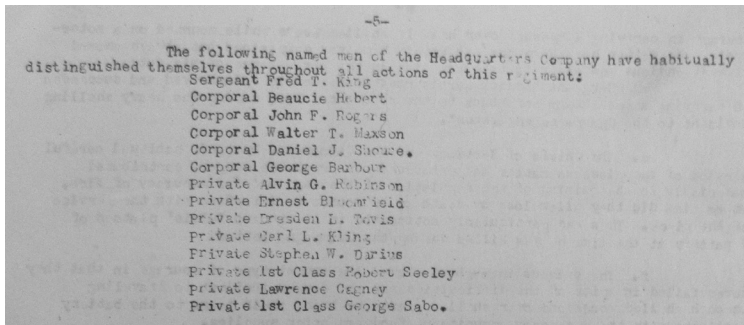 -5-
The following named men of the Headquarters Company have habitually
distinguished themselves throughout all actions of this regiment:
Sergeant Fred T. King
Corporal Beaucie Hebert
Corporal John F. Rogers
Corporal Walter T. Maxson
Corporal Daniel J. Shouse.
Corporal George Barbour
Private Alvin G. Robinson
Private Ernest Bloomfield
Private Dresden L. Tovis
Private Carl L. Kling
Private Stephen W. Darius
Private 1st Class Robert Seeley
Private Lawrence Cagney
Private 1st Class George Sabo.